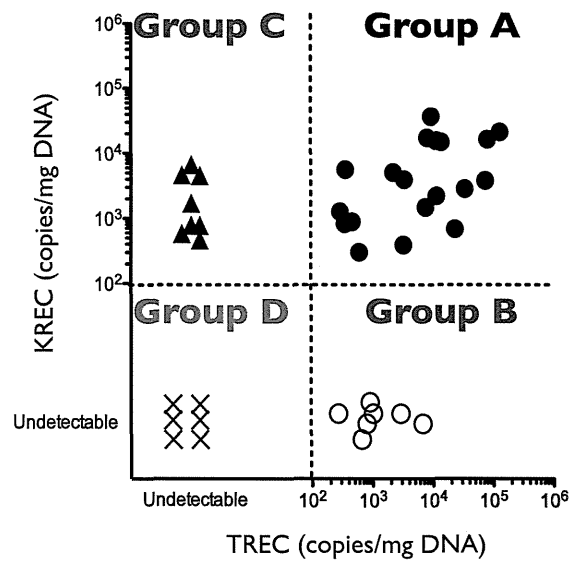 Group C Group A
10⁶
10⁵
10⁴
10³
10²
KREC (copies/mg DNA)
Group D Group B
Undetectable
Undetectable 10² 10³ 10⁴ 10⁵ 10⁶
TREC (copies/mg DNA)